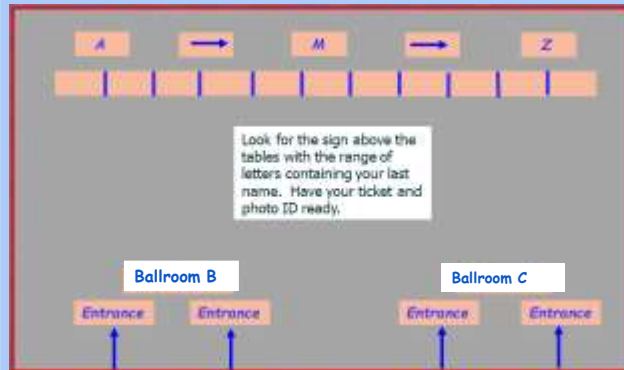 A M Z
Look for the sign above the
tables with the range of
letters containing your last
name. Have your ticket and
photo ID ready.
Ballroom B Ballroom C
Entrance Entrance Entrance Entrance